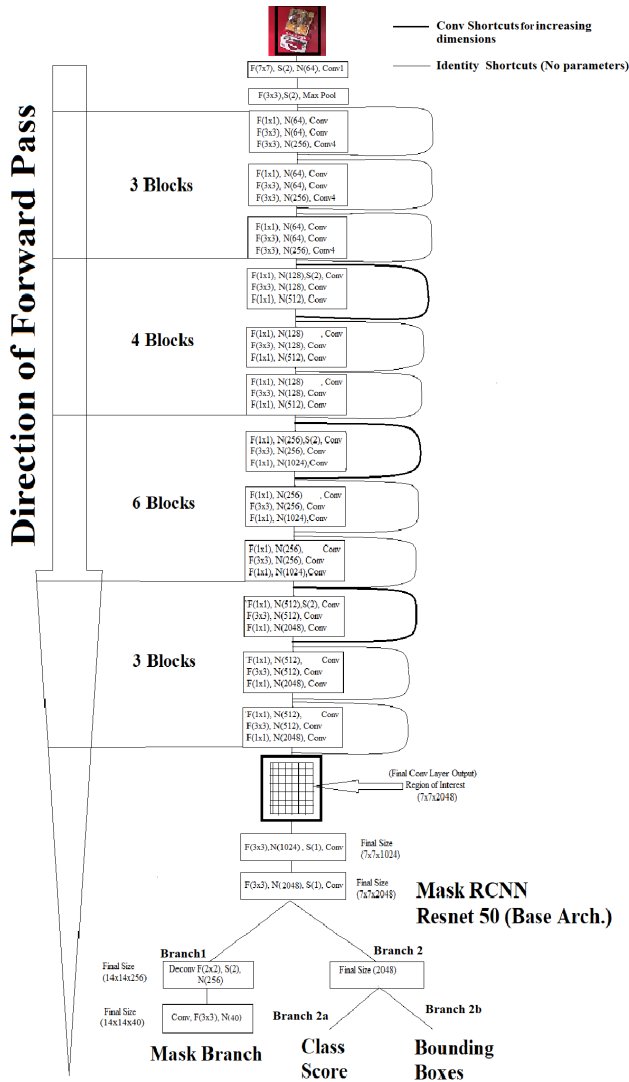 Conv Shortcuts for increasing
dimensions
Identity Shortcuts (No parameters)
F(7x7), S(2), N(64), Conv1
F(3x3),S(2), Max Pool
Direction of Forward Pass
3 Blocks
F(1x1), N(64), Conv
F(3x3), N(64), Conv
F(3x3), N(256), Conv4
F(1x1), N(64), Conv
F(3x3), N(64), Conv
F(3x3), N(256), Conv4
F(1x1), N(64), Conv
F(3x3), N(64), Conv
F(3x3), N(256), Conv4
4 Blocks
F(1x1), N(128),S(2), Conv
F(3x3), N(128), Conv
F(1x1), N(512), Conv
F(1x1), N(128) , Conv
F(3x3), N(128), Conv
F(1x1), N(512), Conv
F(1x1), N(128) , Conv
F(3x3), N(128), Conv
F(1x1), N(512), Conv
6 Blocks
F(1x1), N(256),S(2), Conv
F(3x3), N(256), Conv
F(1x1), N(1024),Conv
F(1x1), N(256) , Conv
F(3x3), N(256), Conv
F(1x1), N(1024),Conv
F(1x1), N(256), Conv
F(3x3), N(256), Conv
F(1x1), N(1024),Conv
3 Blocks
F(1x1), N(512),S(2), Conv
F(3x3), N(512), Conv
F(1x1), N(2048), Conv
F(1x1), N(512), Conv
F(3x3), N(512), Conv
F(1x1), N(2048), Conv
F(1x1), N(512), Conv
F(3x3), N(512), Conv
F(1x1), N(2048), Conv
(Final Conv Layer Output)
Region of Interest
(7x7x2048)
F(3x3),N(1024) , S(1), Conv
Final Size
(7x7x1024)
F(3x3), N(2048), S(1), Conv
Final Size
(7x7x2048)
Mask RCNN
Resnet 50 (Base Arch.)
Branch1
Branch 2
Final Size
(14x14x256)
Deconv F(2x2), S(2),
N(256)
Final Size (2048)
Final Size
(14x14x40)
Conv, F(3x3), N(40)
Branch 2a
Branch 2b
Mask Branch
Class
Score
Bounding
Boxes